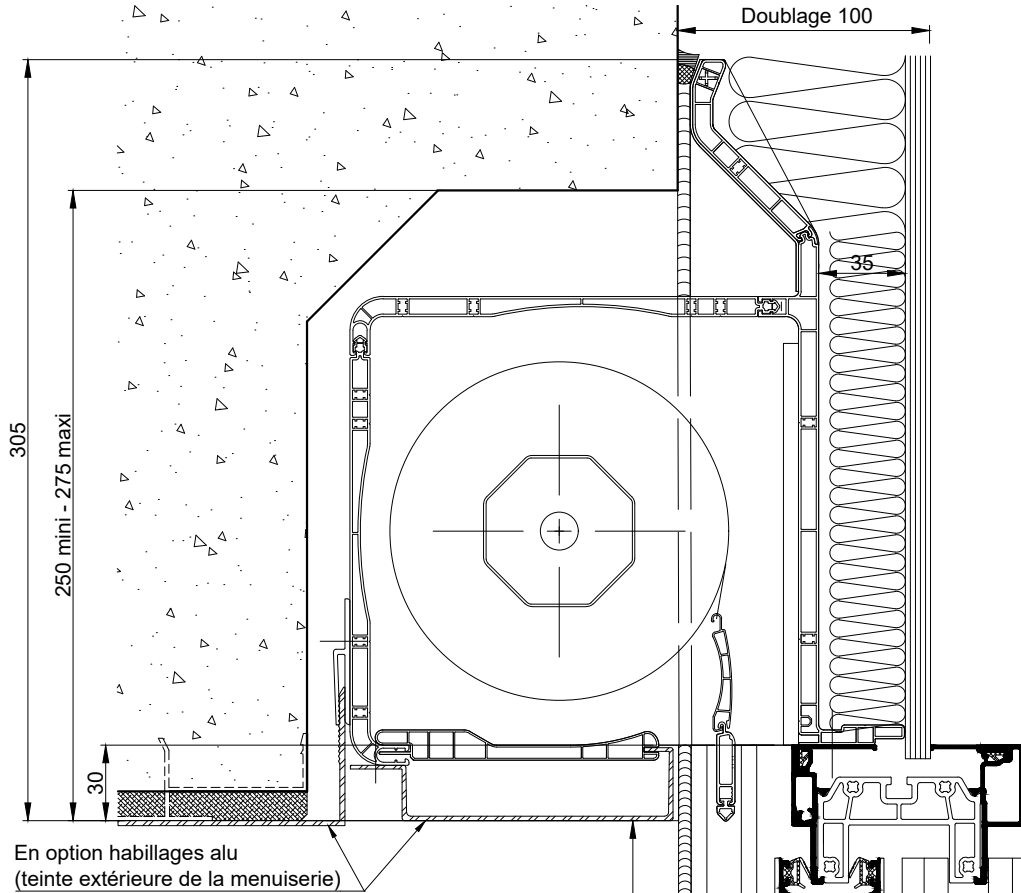 Doublage 100
35
305
250 mini - 275 maxi
30
En option habillages alu
(teinte extérieure de la menuiserie)